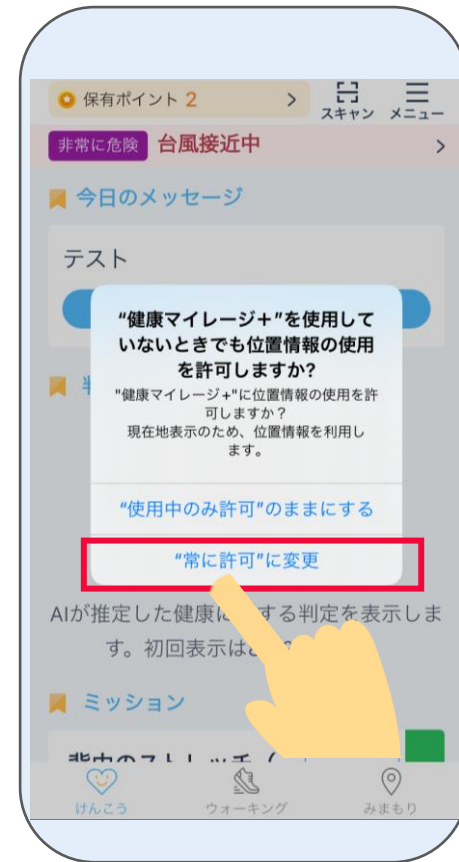 保有ポイント 2 >
スキャン メニュー
非常に危険 台風接近中 >
今日のメッセージ
テスト
“健康マイレージ＋”を使用して
いないときでも位置情報の使用
を許可しますか?
"健康マイレージ+"に位置情報の使用を許
可しますか？
現在地表示のため、位置情報を利用し
ます。
“使用中のみ許可”のままにする
“常に許可”に変更
AIが推定した健康に する判定を表示しま
す。初回表示は
ミッション
背中のストレッチ（
けんこう ウォーキング みまもり